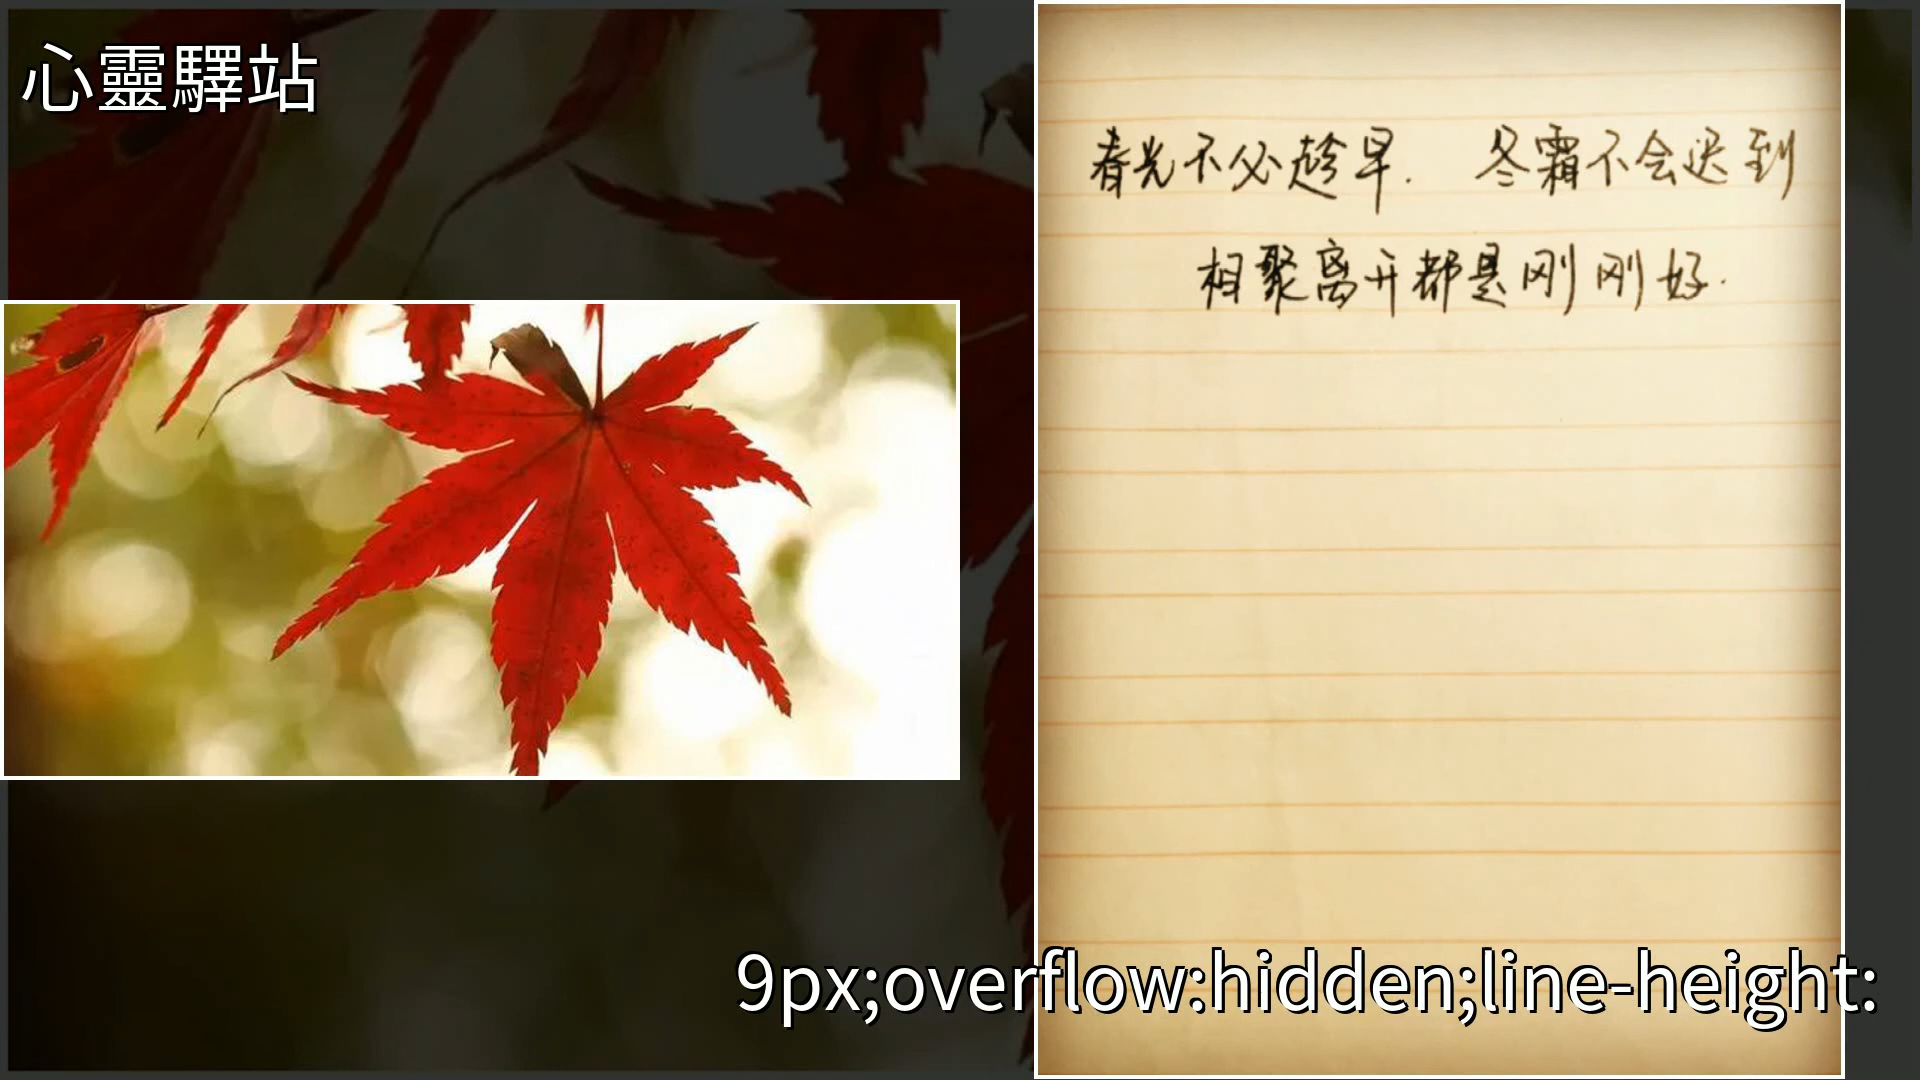 心靈驛站
春光不必趁早. 冬霜不会迟到
相聚离开都是刚刚好.
9px;overflow:hidden;line-height: